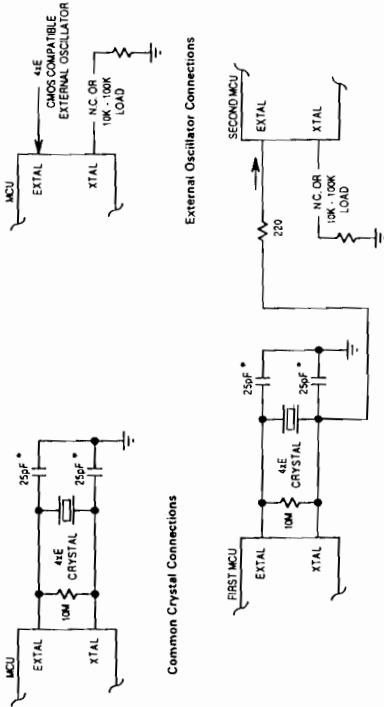 MCU
EXTAL
XTAL
10M
4xE
CRYSTAL
25pF *
25pF *
Common Crystal Connections
MCU
EXTAL
XTAL
4xE
CMOS COMPATIBLE
EXTERNAL OSCILLATOR
N.C. OR
10K - 100K
LOAD
External Oscillator Connections
FIRST MCU
EXTAL
XTAL
10M
4xE
CRYSTAL
25pF *
25pF *
220
SECOND MCU
EXTAL
XTAL
N.C. OR
10K - 100K
LOAD